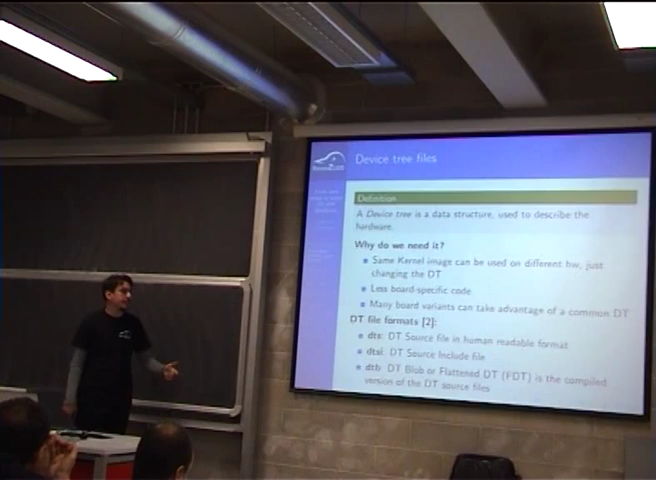 Device tree files
Definition
A Device tree is a data structure, used to describe the
hardware.
Why do we need it?
Same Kernel image can be used on different hw, just
changing the DT
Less board-specific code
Many board variants can take advantage of a common DT
DT file formats [2]:
dts: DT Source file in human readable format
dtsi: DT Source Include file
dtb: DT Blob or Flattened DT (FDT) is the compiled
version of the DT source files